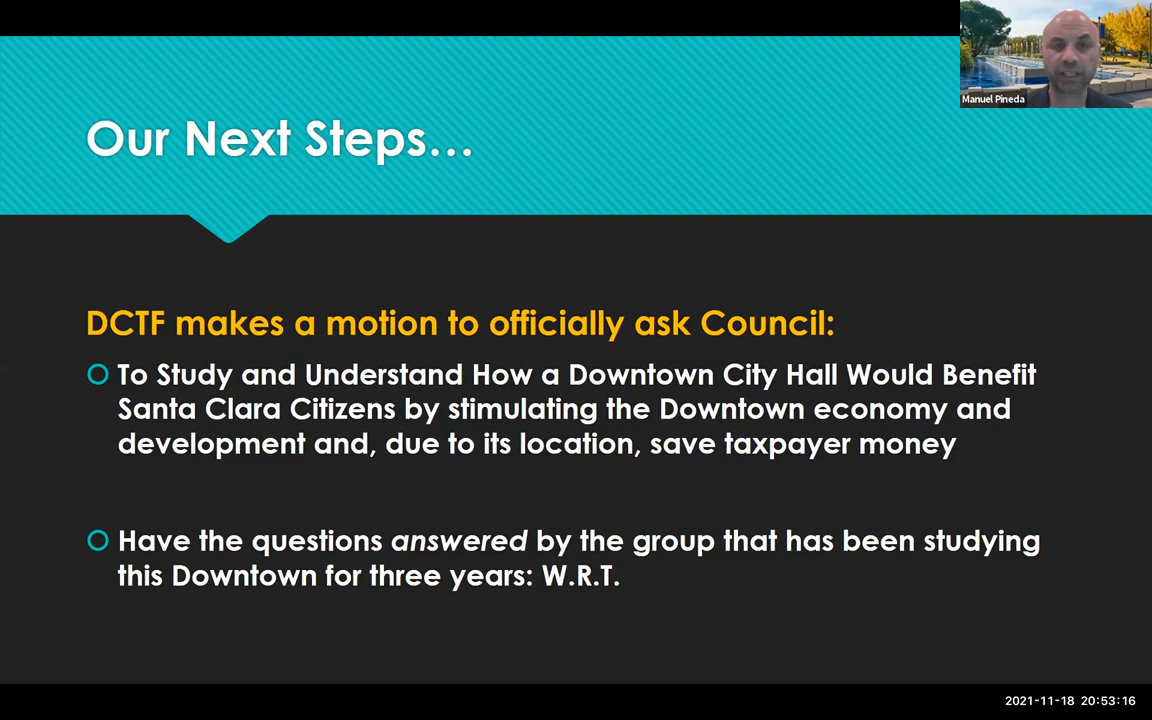 Manuel Pineda
Our Next Steps…
DCTF makes a motion to officially ask Council:
To Study and Understand How a Downtown City Hall Would Benefit
Santa Clara Citizens by stimulating the Downtown economy and
development and, due to its location, save taxpayer money
Have the questions answered by the group that has been studying
this Downtown for three years: W.R.T.
2021-11-18 20:53:16